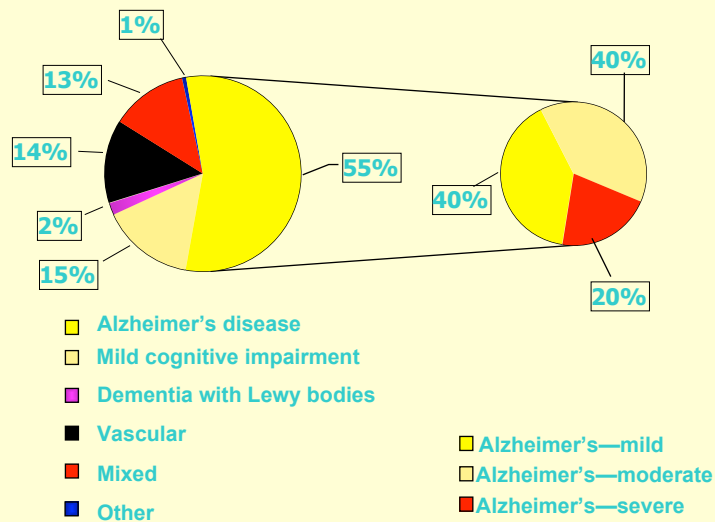 1%
13%
14%
2%
15%
55%
40%
40%
20%
Alzheimer's disease
Mild cognitive impairment
Dementia with Lewy bodies
Vascular
Mixed
Other
Alzheimer's—mild
Alzheimer's—moderate
Alzheimer's—severe